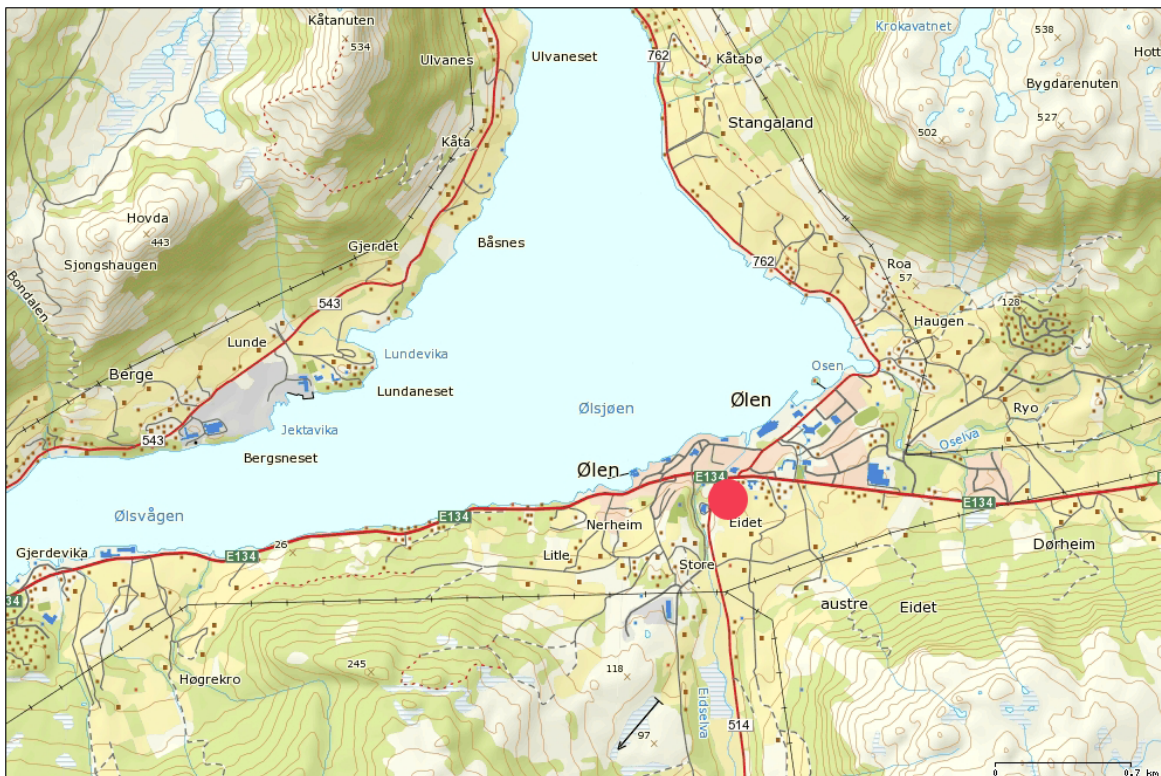 Kåtanuten
534
Ulvanes
Ulvaneset
762
Kåtabø
Krokavatnet
538
Hott
Bygdarenuten
527
502
Stangaland
Kåta
Hovda
443
Sjongshaugen
Gjerdet
Båsnes
762
Roa
57
Bondalen
543
128
Haugen
Lunde
Lundevika
Osen
Berge
Lundaneset
Ølen
Ølsjøen
Ryo
Jektavika
543
Oselva
Bergsneset
Ølen
E134
E134
Ølsvågen
E134
Nerheim
Eidet
Gjerdevika
E134
26
Litle
Dørheim
Store
34
austre
Eidet
245
118
Høgrekro
Eidselva
97
514
0
0.7 km